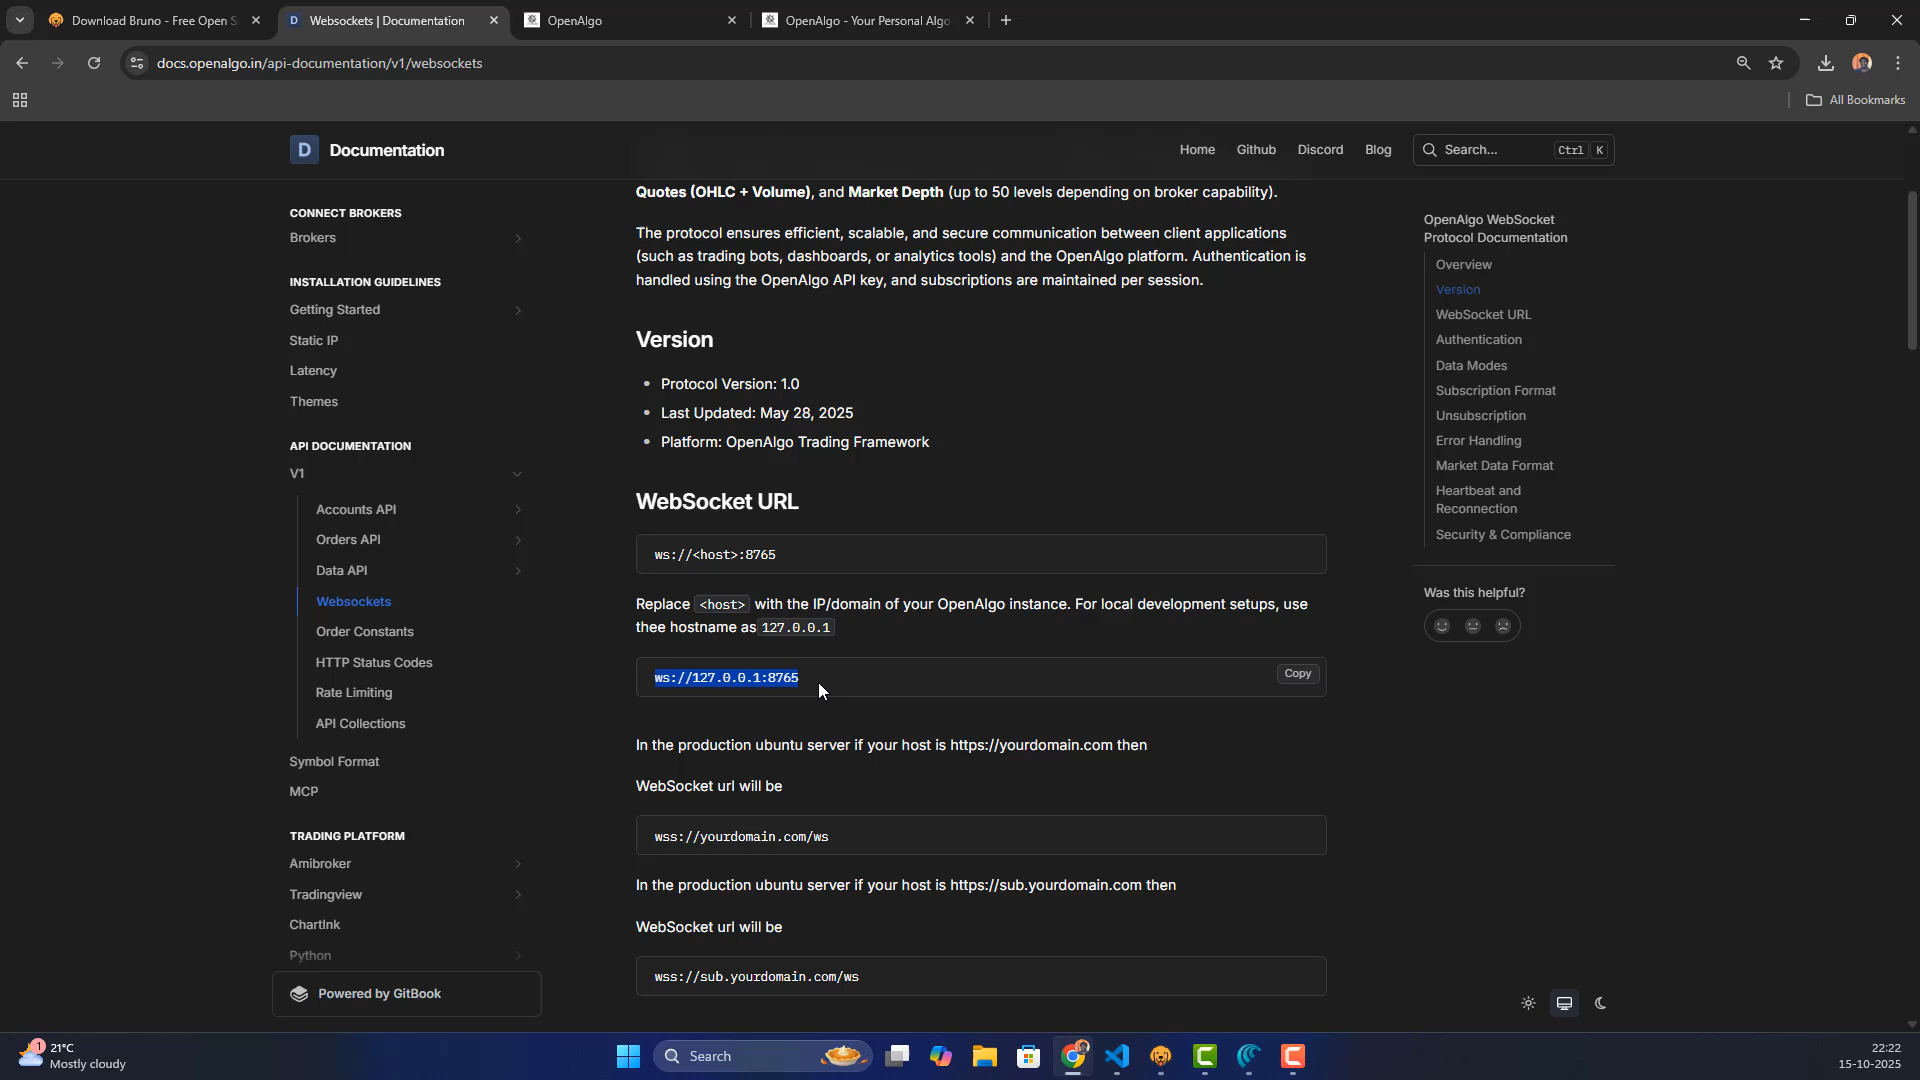 Download Bruno - Free Open S
Websockets | Documentation
OpenAlgo
OpenAlgo - Your Personal Algo
docs.openalgo.in/api-documentation/v1/websockets
All Bookmarks
D
Documentation
Home
Github
Discord
Blog
Search...
Ctrl K
CONNECT BROKERS
Brokers
INSTALLATION GUIDELINES
Getting Started
Static IP
Latency
Themes
API DOCUMENTATION
V1
Accounts API
Orders API
Data API
Websockets
Order Constants
HTTP Status Codes
Rate Limiting
API Collections
Symbol Format
MCP
TRADING PLATFORM
Amibroker
Tradingview
ChartInk
Python
Powered by GitBook
Quotes (OHLC + Volume), and Market Depth (up to 50 levels depending on broker capability).
The protocol ensures efficient, scalable, and secure communication between client applications
(such as trading bots, dashboards, or analytics tools) and the OpenAlgo platform. Authentication is
handled using the OpenAlgo API key, and subscriptions are maintained per session.
Version
Protocol Version: 1.0
Last Updated: May 28, 2025
Platform: OpenAlgo Trading Framework
WebSocket URL
ws://<host>:8765
Replace <host> with the IP/domain of your OpenAlgo instance. For local development setups, use
thee hostname as 127.0.0.1
ws://127.0.0.1:8765
Copy
In the production ubuntu server if your host is https://yourdomain.com then
WebSocket url will be
wss://yourdomain.com/ws
In the production ubuntu server if your host is https://sub.yourdomain.com then
WebSocket url will be
wss://sub.yourdomain.com/ws
OpenAlgo WebSocket
Protocol Documentation
Overview
Version
WebSocket URL
Authentication
Data Modes
Subscription Format
Unsubscription
Error Handling
Market Data Format
Heartbeat and
Reconnection
Security & Compliance
Was this helpful?
1
21°C
Mostly cloudy
Search
22:22
15-10-2025